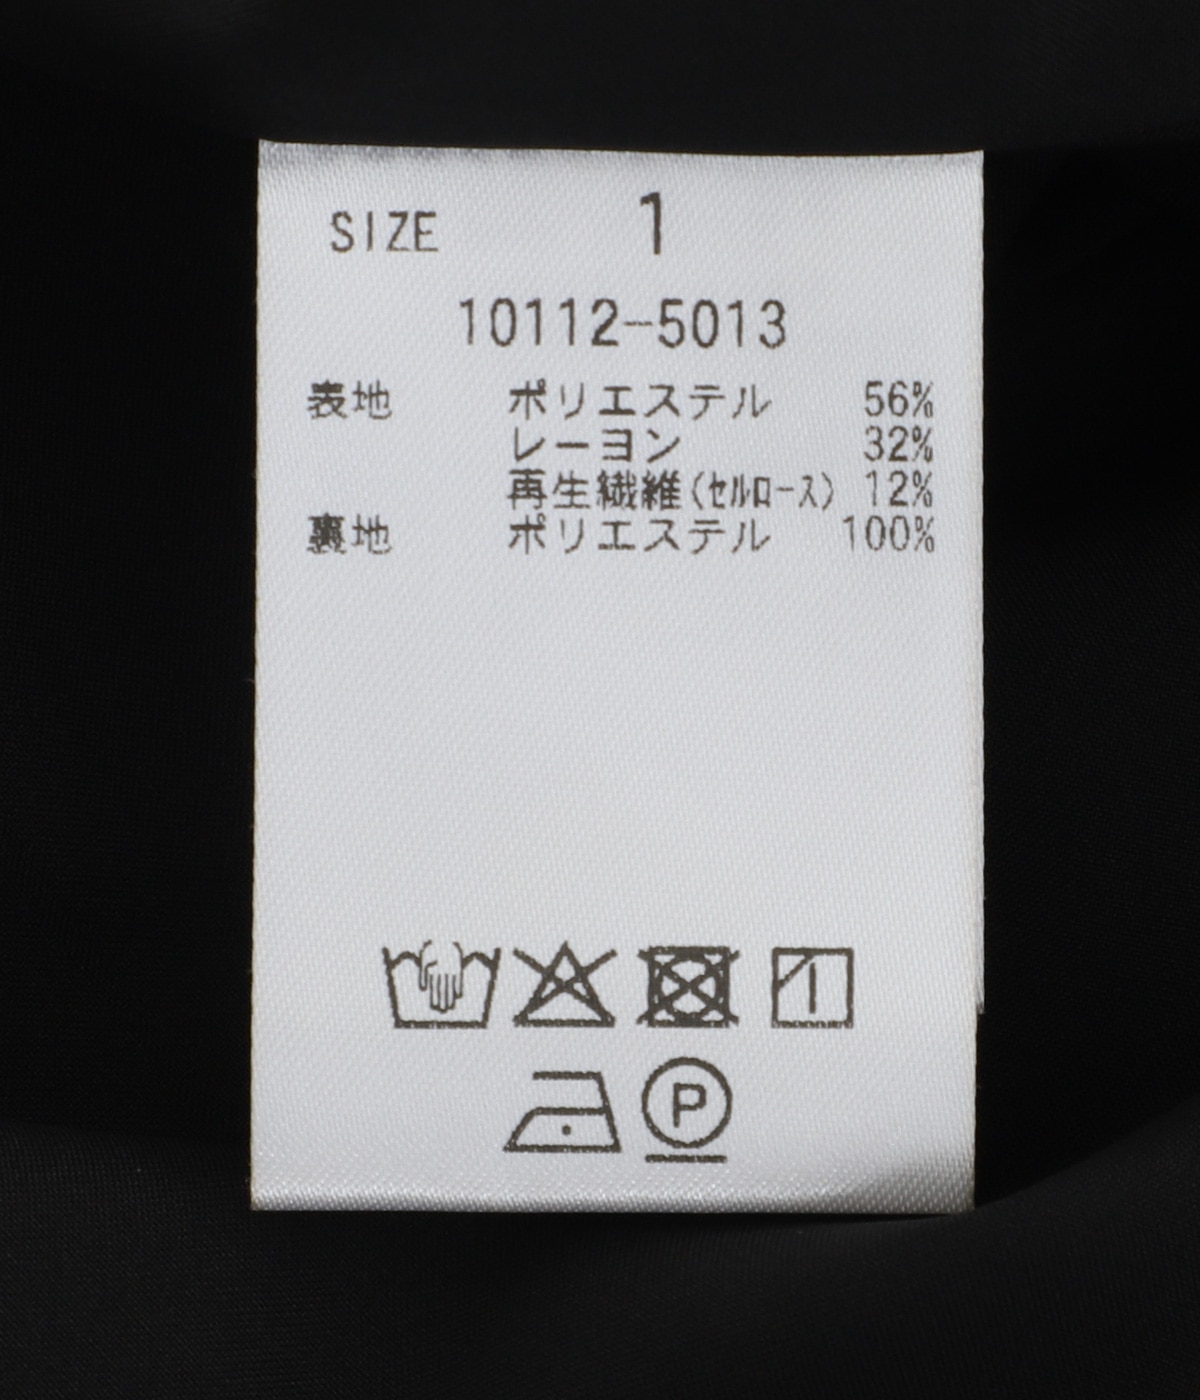 SIZE 1
10112-5013
表地 ポリエステル 56%
レーヨン 32%
再生繊維(セルロース) 12%
裏地 ポリエステル 100%
P